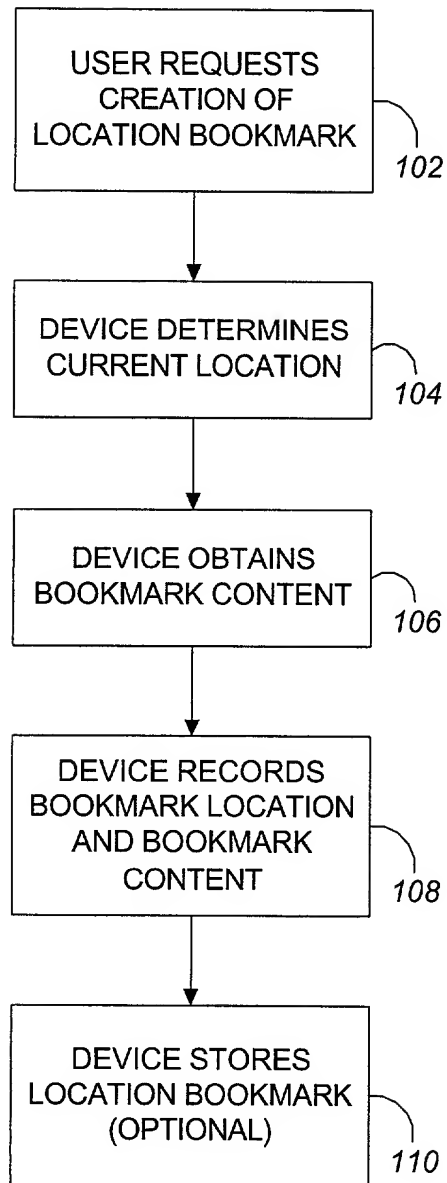 USER REQUESTS
CREATION OF
LOCATION BOOKMARK
102
DEVICE DETERMINES
CURRENT LOCATION
104
DEVICE OBTAINS
BOOKMARK CONTENT
106
DEVICE RECORDS
BOOKMARK LOCATION
AND BOOKMARK
CONTENT
108
DEVICE STORES
LOCATION BOOKMARK
(OPTIONAL)
110